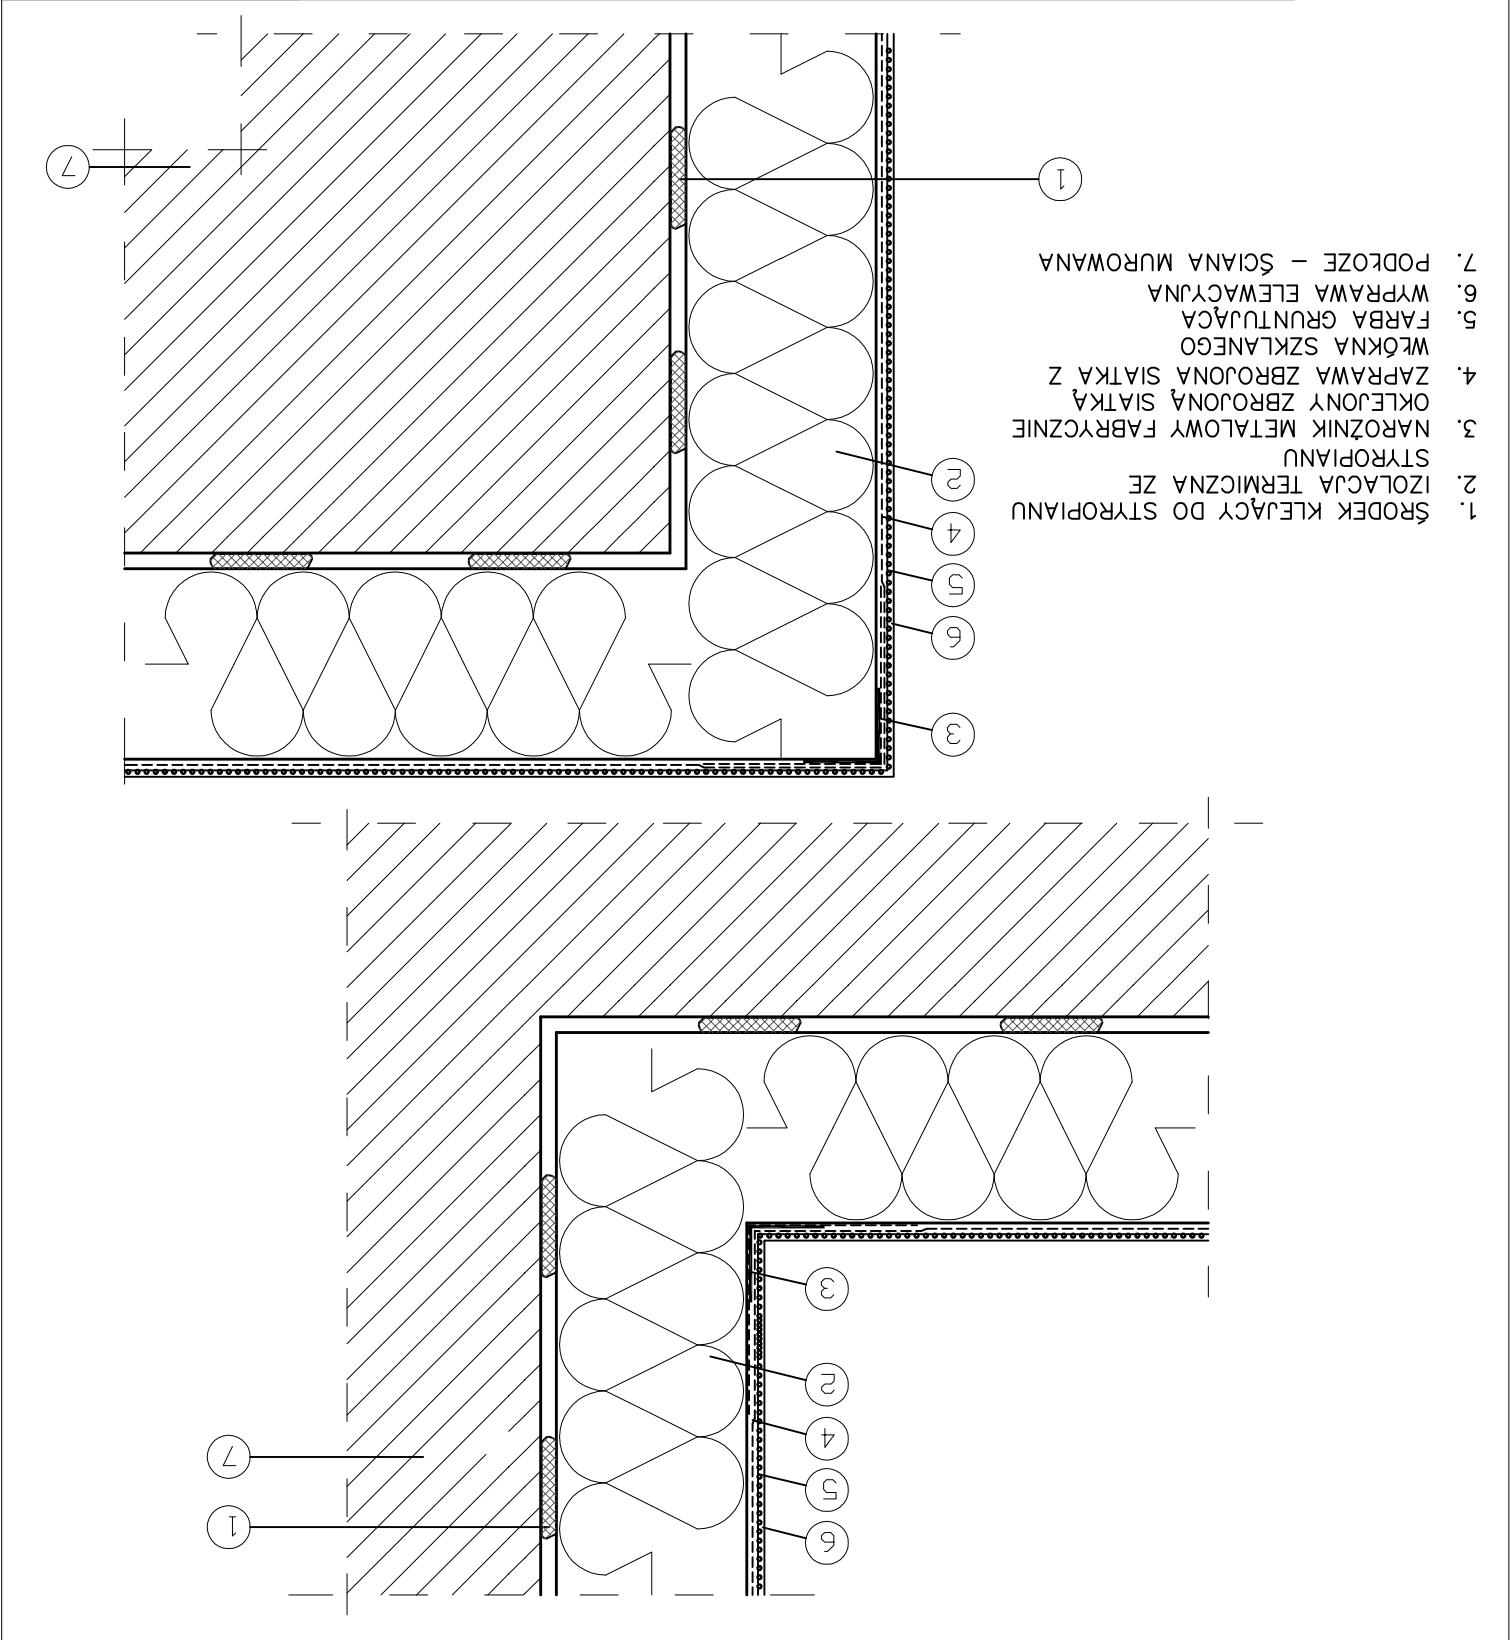 6
1
5
7
4
2
3
3
6
5
4
2
1. ŚRODEK KLEJĄCY DO STYROPIANU
2. IZOLACJA TERMICZNA ZE
STYROPIANU
3. NAROŻNIK METALOWY FABRYCZNIE
OKLEJONY ZBROJONĄ SIATKĄ
4. ZAPRAWA ZBROJONA SIATKA Z
WŁÓKNA SZKLANEGO
5. FARBA GRUNTUJĄCA
6. WYPRAWA ELEWACYJNA
7. PODŁOZE – ŚCIANA MUROWANA
1
7